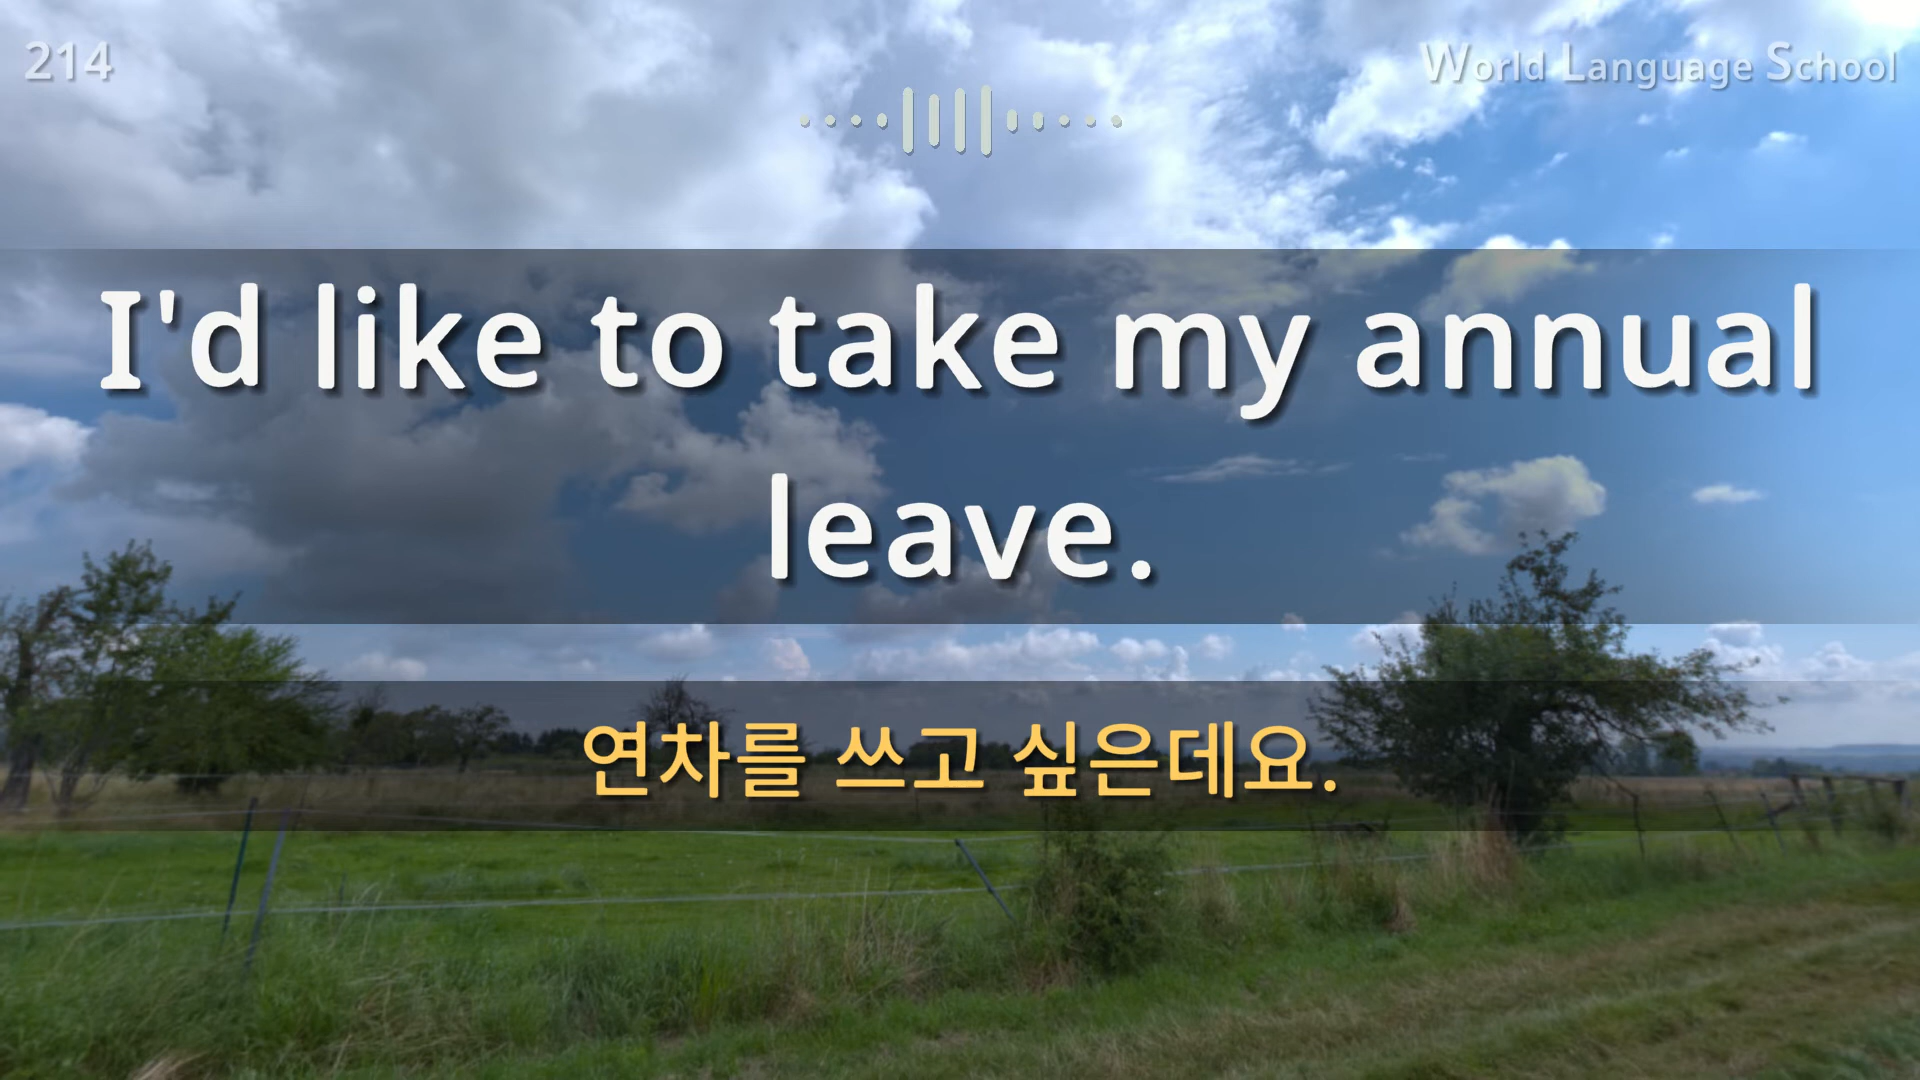 214
World Language School
I'd like to take my annual
leave.
연차를 쓰고 싶은데요.